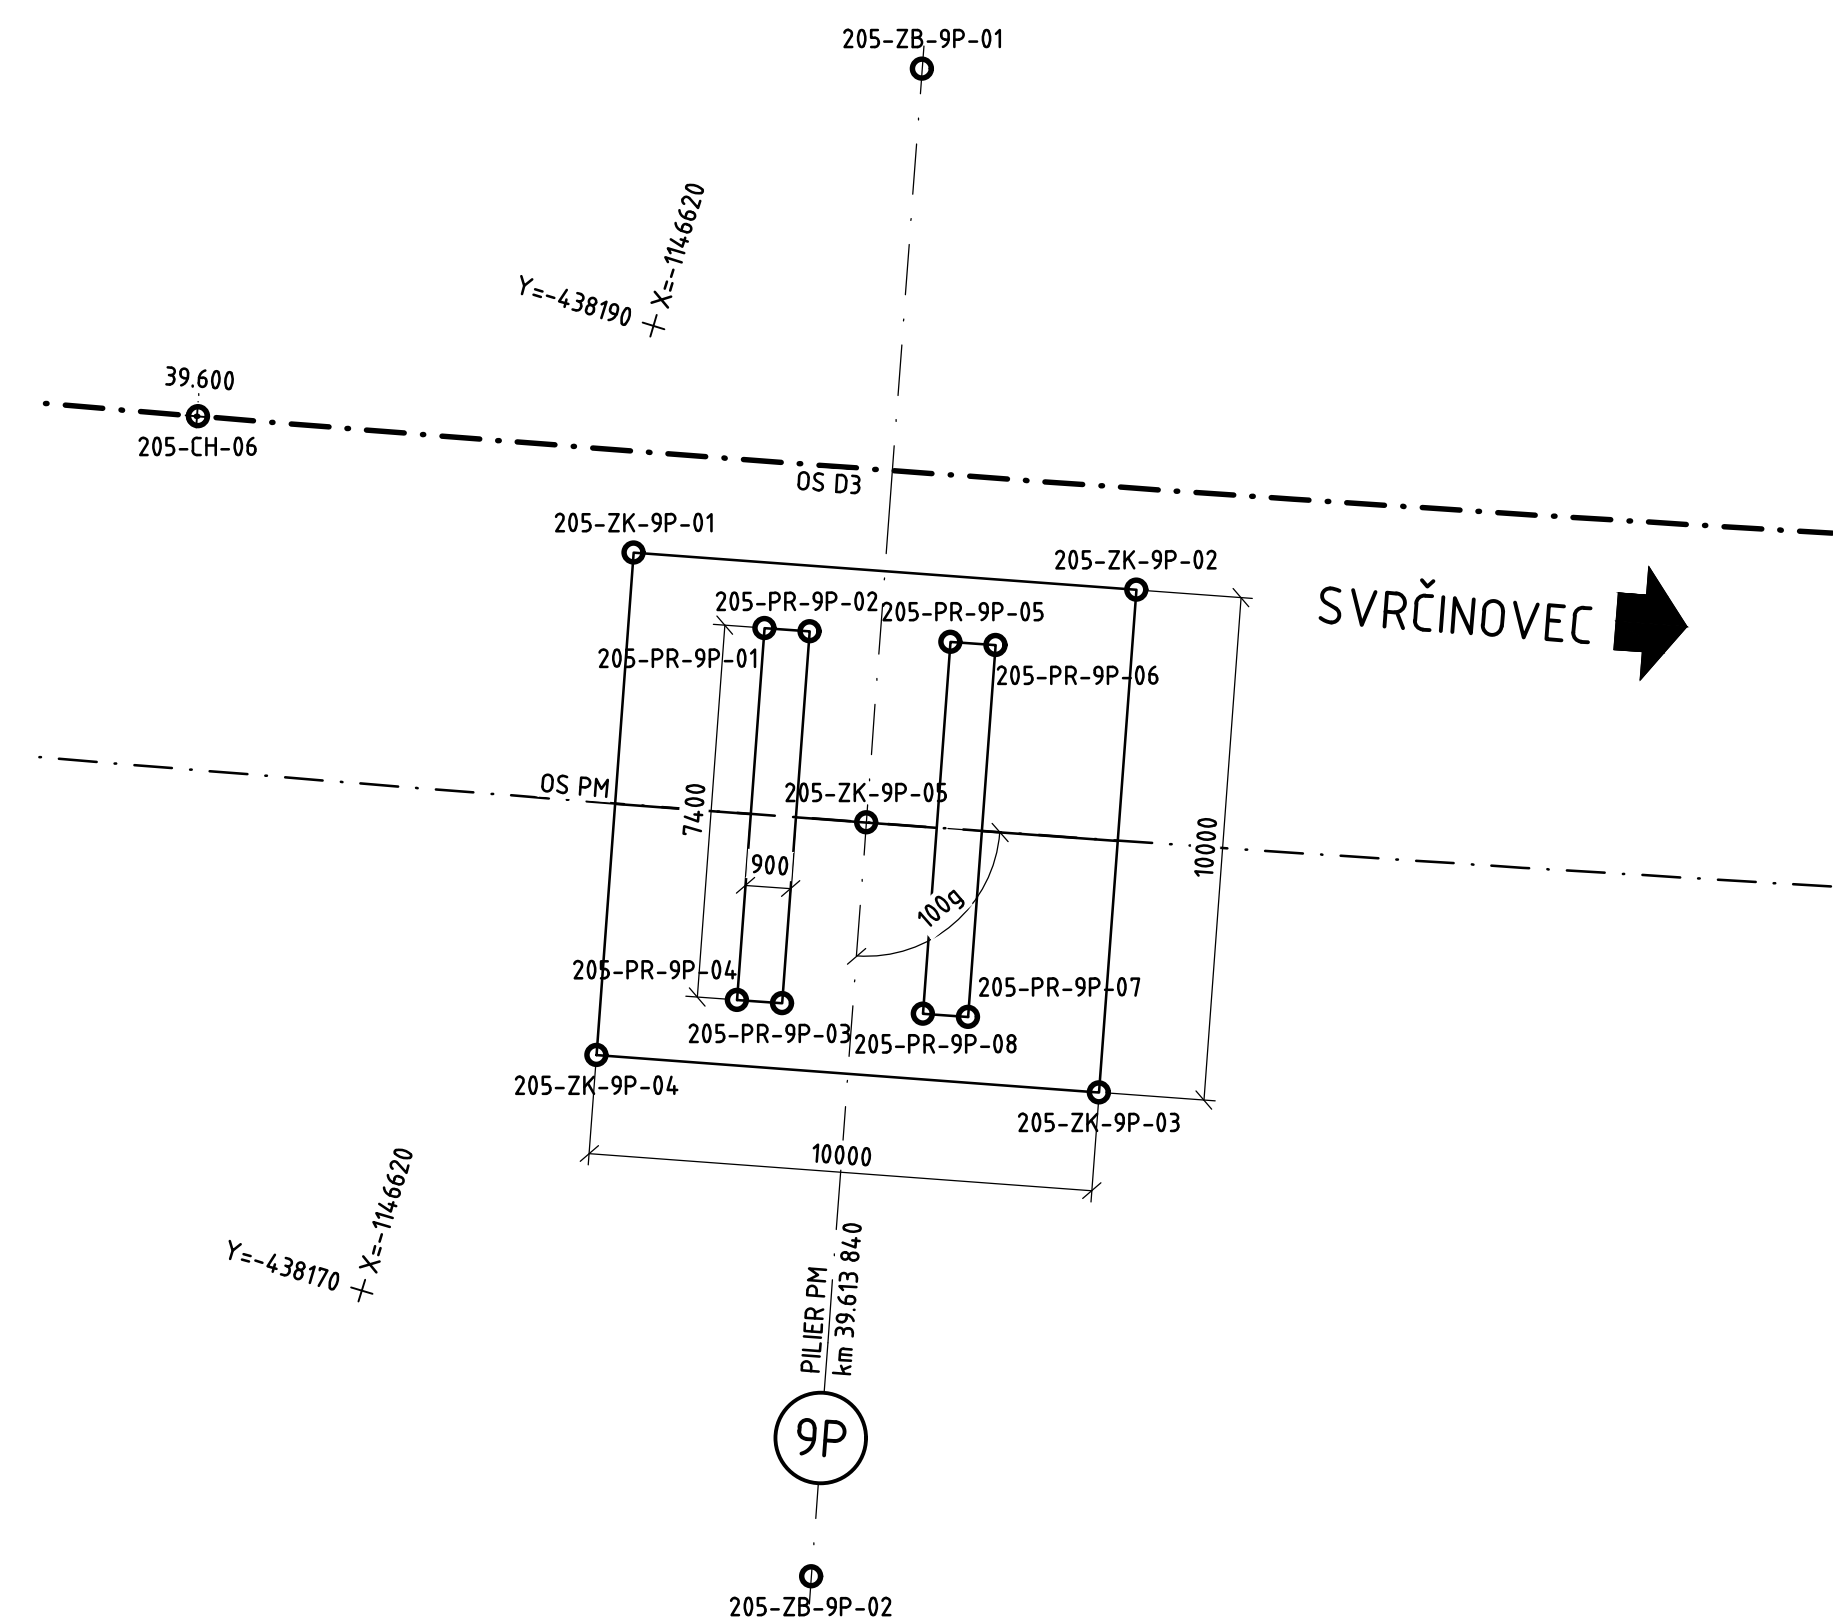 205-ZB-9P-01
X=-1146620
Y=-438190
39.600
205-CH-06
OS D3
205-ZK-9P-01
205-ZK-9P-02
SVRČINOVEC
205-PR-9P-02
205-PR-9P-05
205-PR-9P-01
205-PR-9P-06
OS PM
205-ZK-9P-05
7400
10000
900
100g
205-PR-9P-04
205-PR-9P-07
205-PR-9P-03
205-PR-9P-08
205-ZK-9P-04
205-ZK-9P-03
10000
X=-1146620
Y=-438170
PILIER PM
km 39.613 840
9P
205-ZB-9P-02